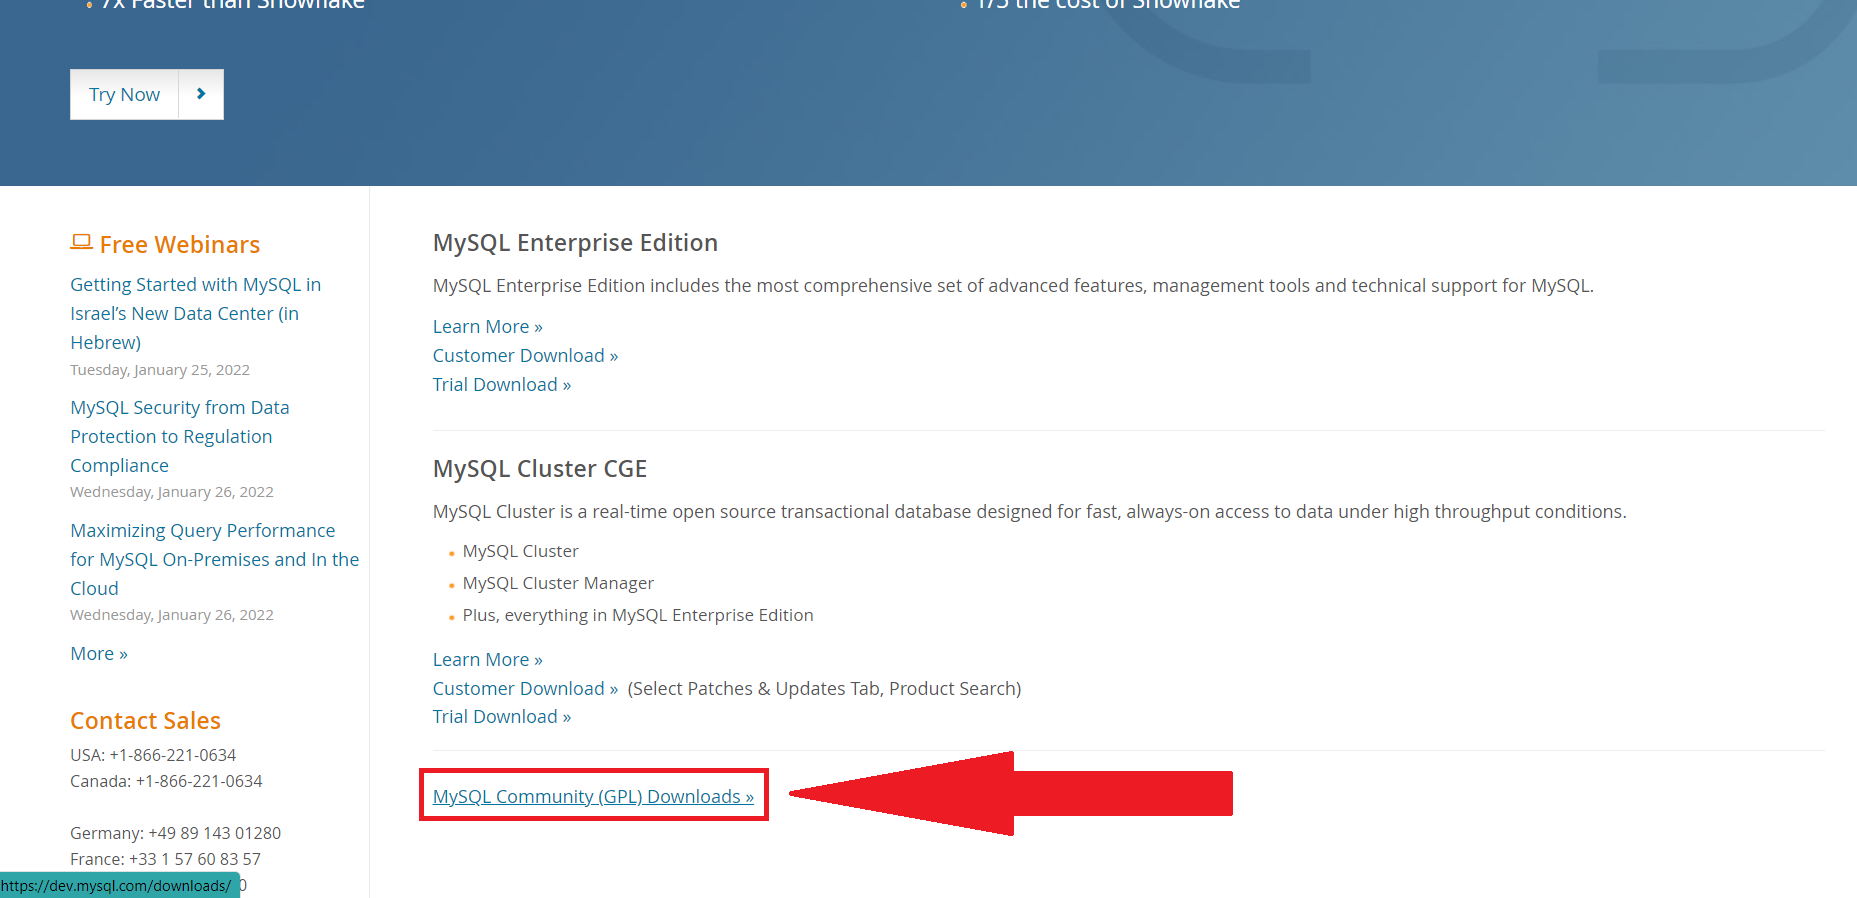 7x Faster than Snowflake
1/5 the cost of Snowflake
Try Now
Free Webinars
Getting Started with MySQL in
Israel’s New Data Center (in
Hebrew)
Tuesday, January 25, 2022
MySQL Security from Data
Protection to Regulation
Compliance
Wednesday, January 26, 2022
Maximizing Query Performance
for MySQL On-Premises and In the
Cloud
Wednesday, January 26, 2022
More »
Contact Sales
USA: +1-866-221-0634
Canada: +1-866-221-0634
Germany: +49 89 143 01280
France: +33 1 57 60 83 57
0
https://dev.mysql.com/downloads/
MySQL Enterprise Edition
MySQL Enterprise Edition includes the most comprehensive set of advanced features, management tools and technical support for MySQL.
Learn More »
Customer Download »
Trial Download »
MySQL Cluster CGE
MySQL Cluster is a real-time open source transactional database designed for fast, always-on access to data under high throughput conditions.
MySQL Cluster
MySQL Cluster Manager
Plus, everything in MySQL Enterprise Edition
Learn More »
Customer Download » (Select Patches & Updates Tab, Product Search)
Trial Download »
MySQL Community (GPL) Downloads »